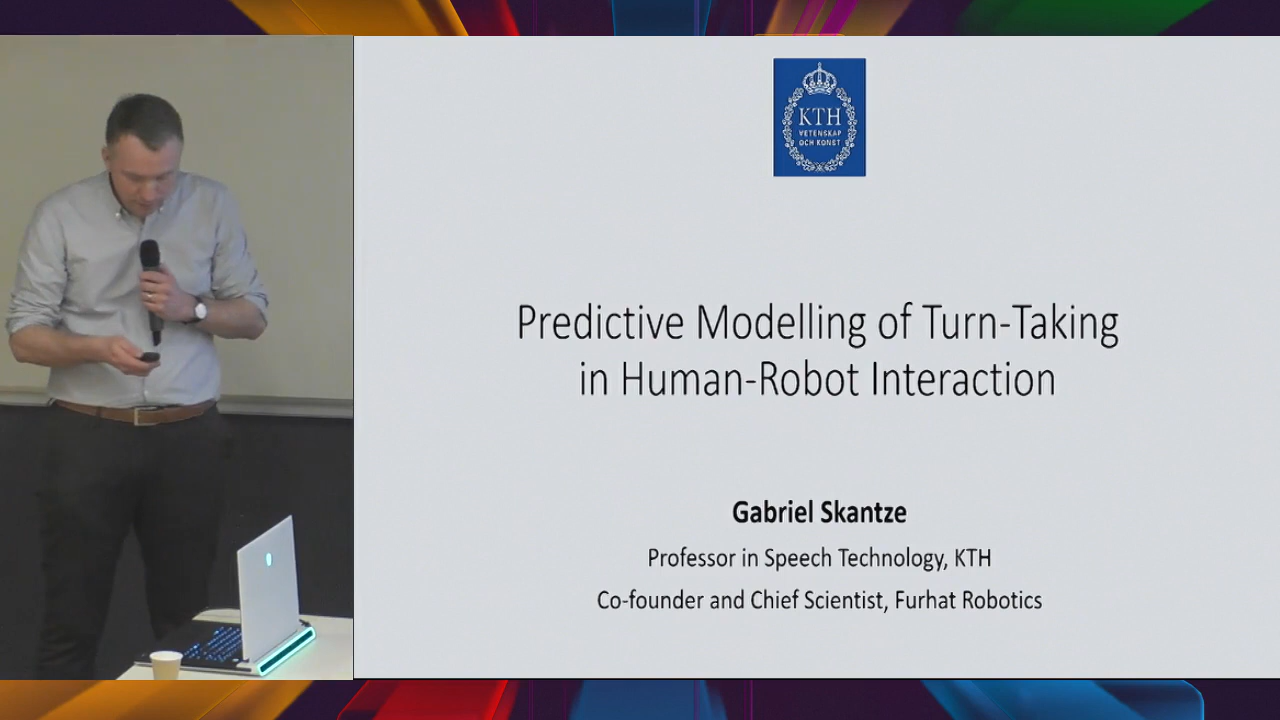 KTH
VETENSKAP
OCH KONST
Predictive Modelling of Turn-Taking
in Human-Robot Interaction
Gabriel Skantze
Professor in Speech Technology, KTH
Co-founder and Chief Scientist, Furhat Robotics